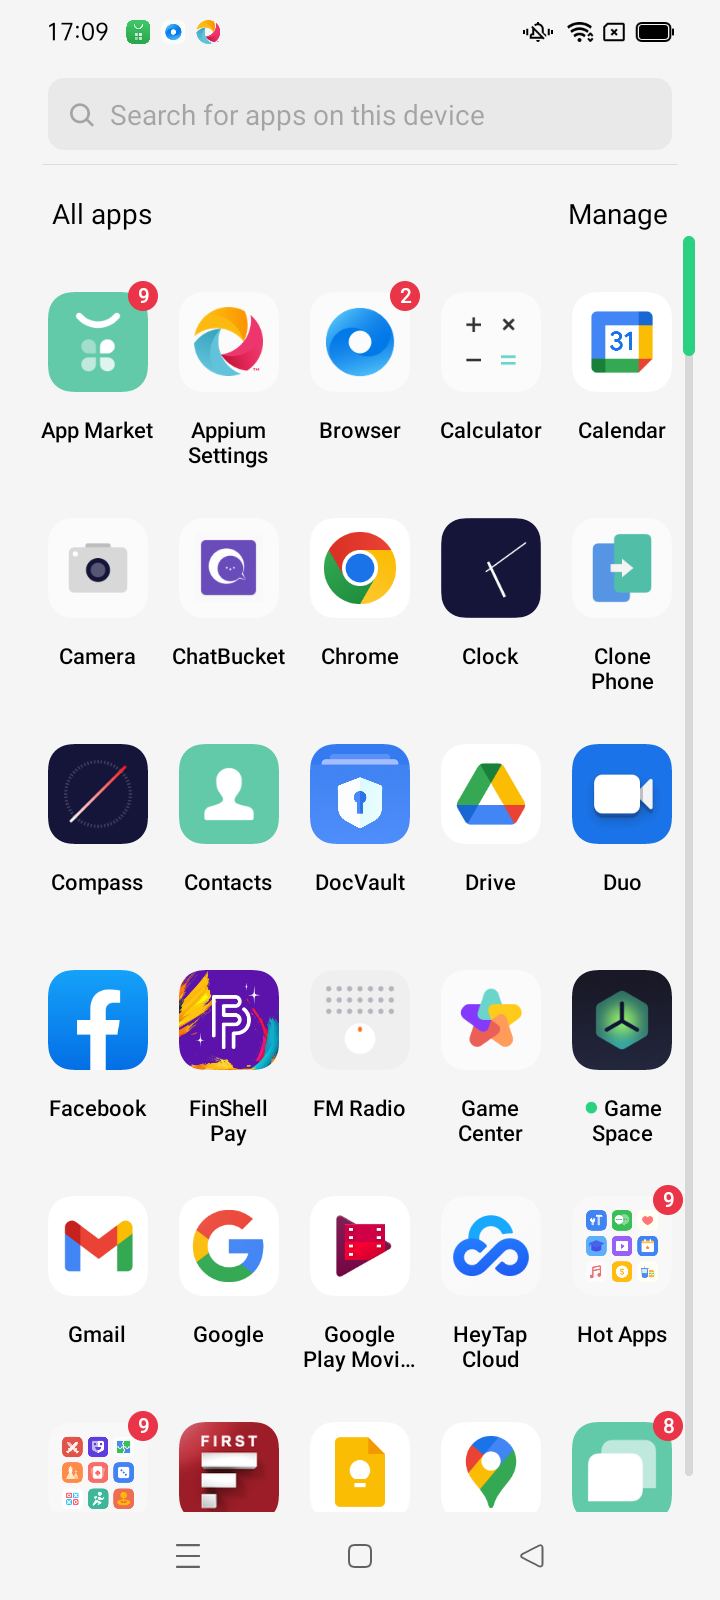 17:09
Search for apps on this device
All apps
Manage
9
2
31
App Market
Appium
Settings
Browser
Calculator
Calendar
Camera
ChatBucket
Chrome
Clock
Clone
Phone
Compass
Contacts
DocVault
Drive
Duo
Facebook
FinShell
Pay
FM Radio
Game
Center
Game
Space
9
Gmail
Google
Google
Play Movi...
HeyTap
Cloud
Hot Apps
9
FIRST
8